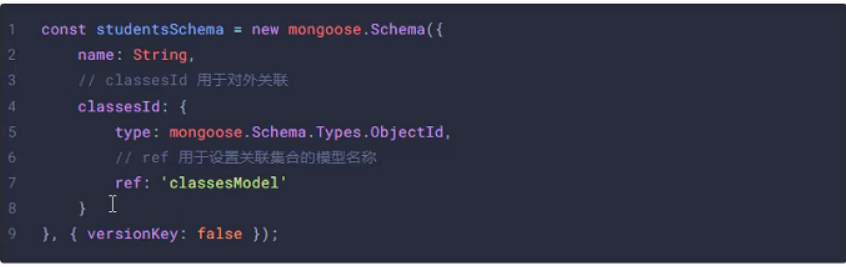 1 const studentsSchema = new mongoose.Schema({
2     name: String,
3     // classesId 用于对外关联
4     classesId: {
5         type: mongoose.Schema.Types.ObjectId,
6         // ref 用于设置关联集合的模型名称
7         ref: 'classesModel'
8     }
9 }, { versionKey: false });